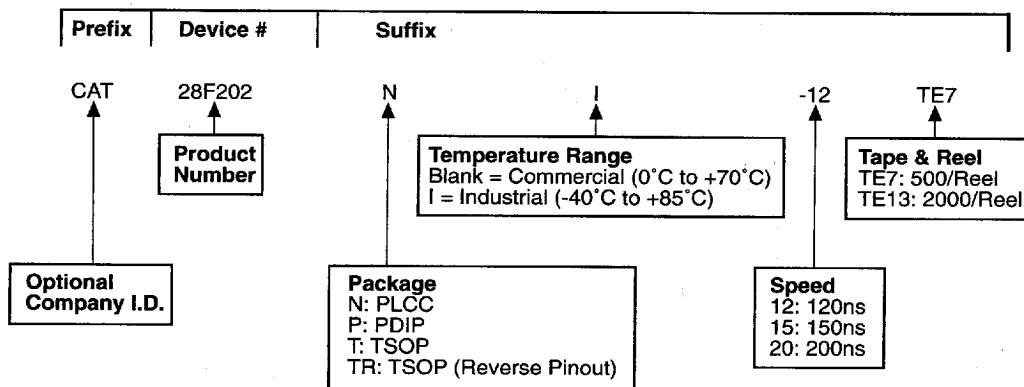 Prefix Device # Suffix
CAT 28F202 N I -12 TE7
Product
Number
Temperature Range
Blank = Commercial (0˚C to +70˚C)
I = Industrial (-40˚C to +85˚C)
Tape & Reel
TE7: 500/Reel
TE13: 2000/Reel
Optional
Company I.D.
Package
N: PLCC
P: PDIP
T: TSOP
TR: TSOP (Reverse Pinout)
Speed
12: 120ns
15: 150ns
20: 200ns